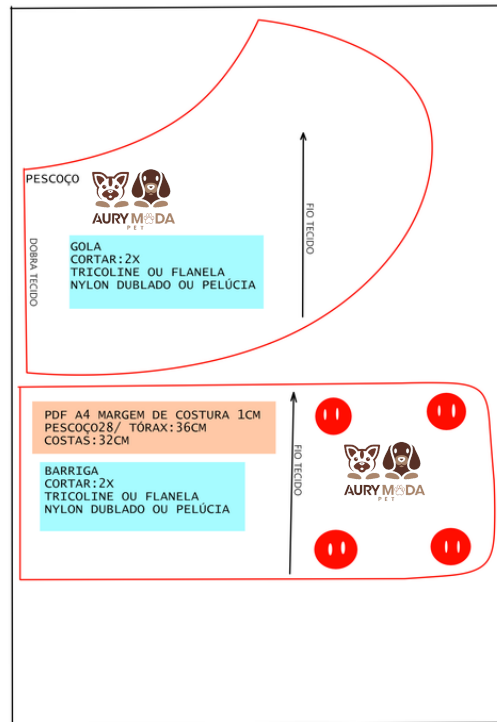 PESCOÇO
AURY MODA
PET
DOBRA TECIDO
FIO TECIDO
GOLA
CORTAR:2X
TRICOLINE OU FLANELA
NYLON DUBLADO OU PELÚCIA
PDF A4 MARGEM DE COSTURA 1CM
PESCOÇO28/ TÓRAX:36CM
COSTAS:32CM
BARRIGA
CORTAR:2X
TRICOLINE OU FLANELA
NYLON DUBLADO OU PELÚCIA
FIO TECIDO
AURY MODA
PET